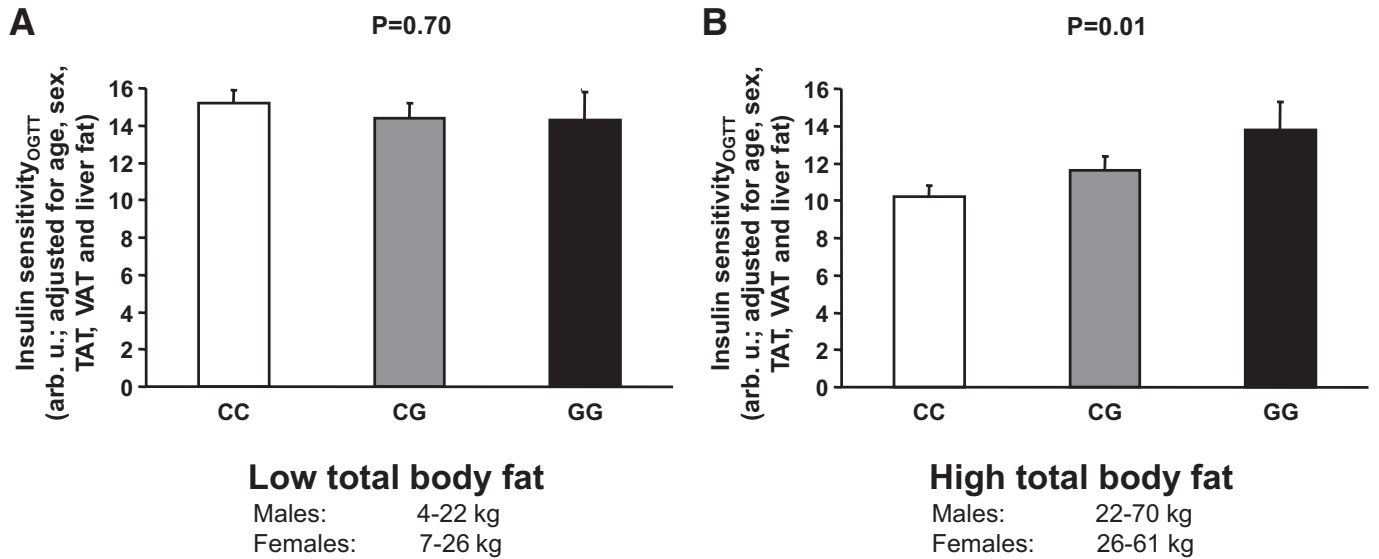 A
P=0.70
Insulin sensitivityOGTT
(arb. u.; adjusted for age, sex,
TAT, VAT and liver fat)
16
14
12
10
8
6
4
2
0
CC CG GG
Low total body fat
Males: 4-22 kg
Females: 7-26 kg
B
P=0.01
Insulin sensitivityOGTT
(arb. u.; adjusted for age, sex,
TAT, VAT and liver fat)
16
14
12
10
8
6
4
2
0
CC CG GG
High total body fat
Males: 22-70 kg
Females: 26-61 kg